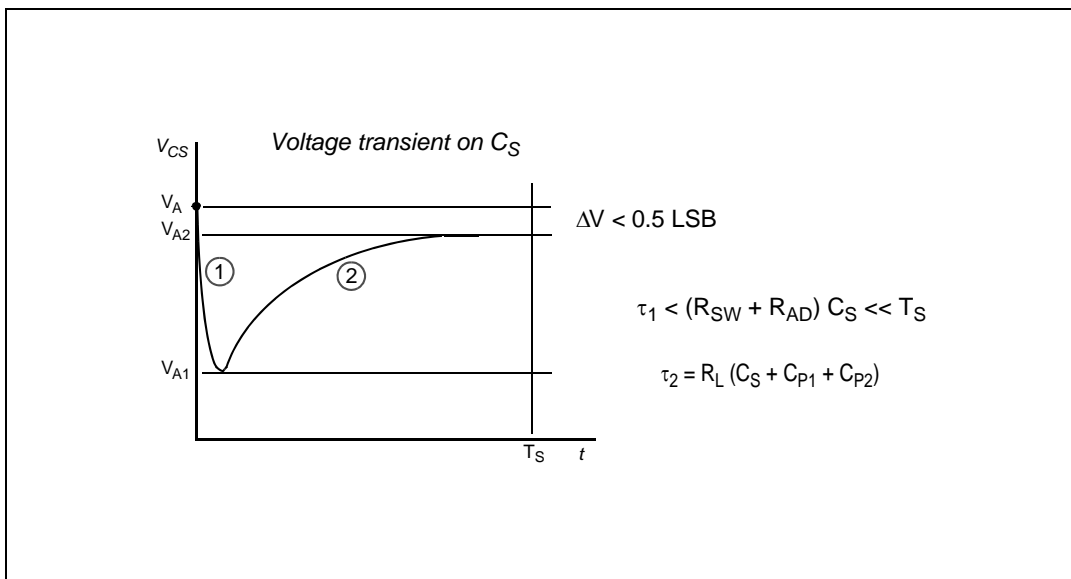 Voltage transient on CS
VCS
VA
VA2
ΔV < 0.5 LSB
1
2
τ1 < (RSW + RAD) CS << TS
VA1
τ2 = RL (CS + CP1 + CP2)
TS
t